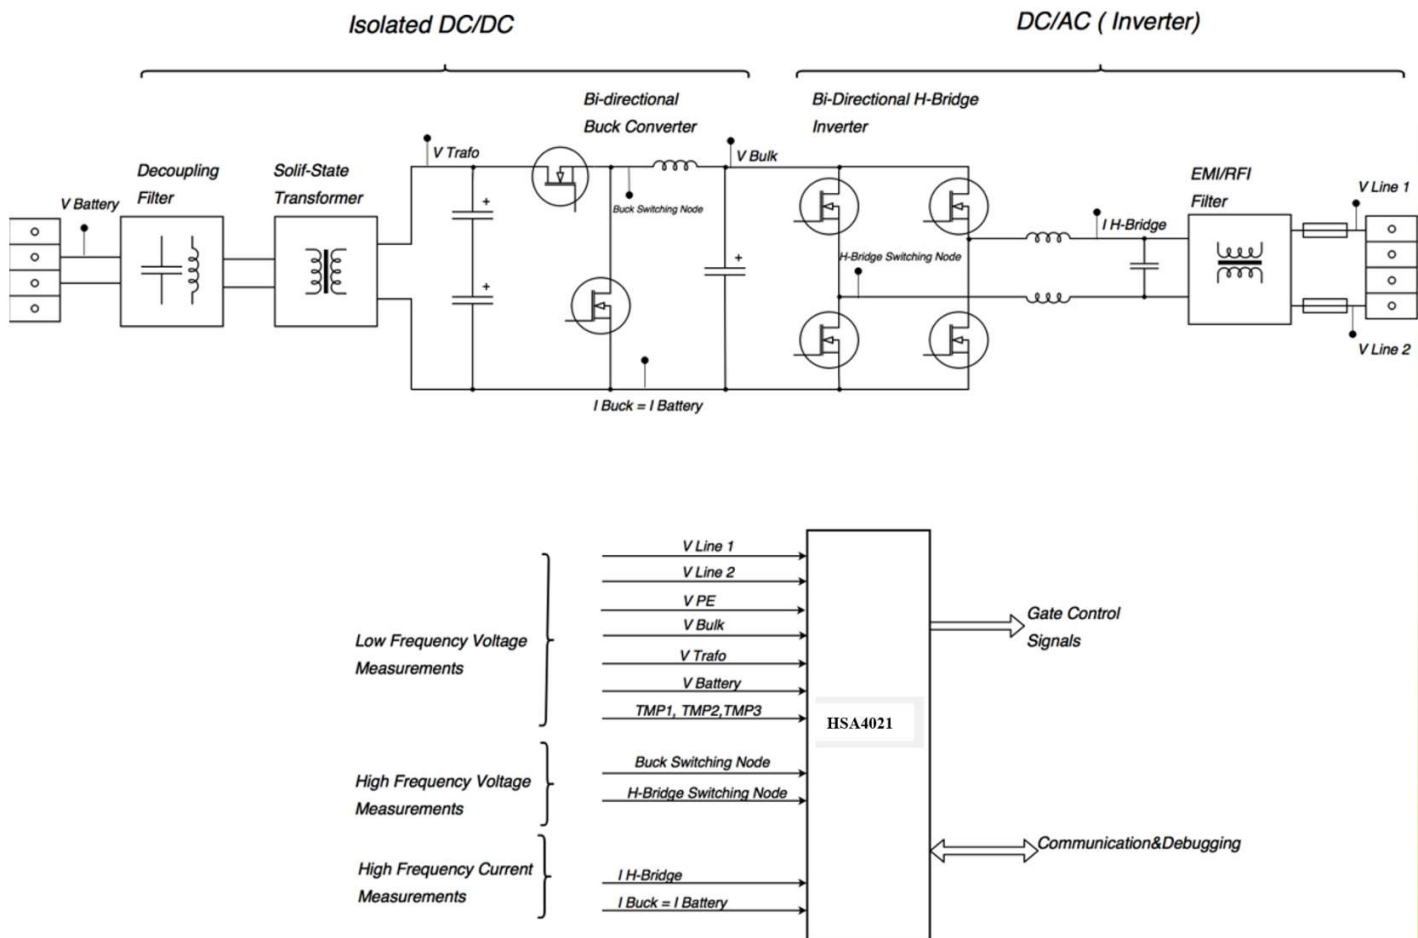 Isolated DC/DC
DC/AC ( Inverter)
Bi-directional
Buck Converter
Bi-Directional H-Bridge
Inverter
Decoupling
Filter
Solif-State
Transformer
V Trafo
V Bulk
EMI/RFI
Filter
V Line 1
V Battery
Buck Switching Node
I H-Bridge
H-Bridge Switching Node
+
+
+
V Line 2
I Buck = I Battery
V Line 1
V Line 2
V PE
V Bulk
V Trafo
V Battery
TMP1, TMP2,TMP3
Low Frequency Voltage
Measurements
Gate Control
Signals
HSA4021
Buck Switching Node
H-Bridge Switching Node
High Frequency Voltage
Measurements
I H-Bridge
I Buck = I Battery
High Frequency Current
Measurements
Communication&Debugging